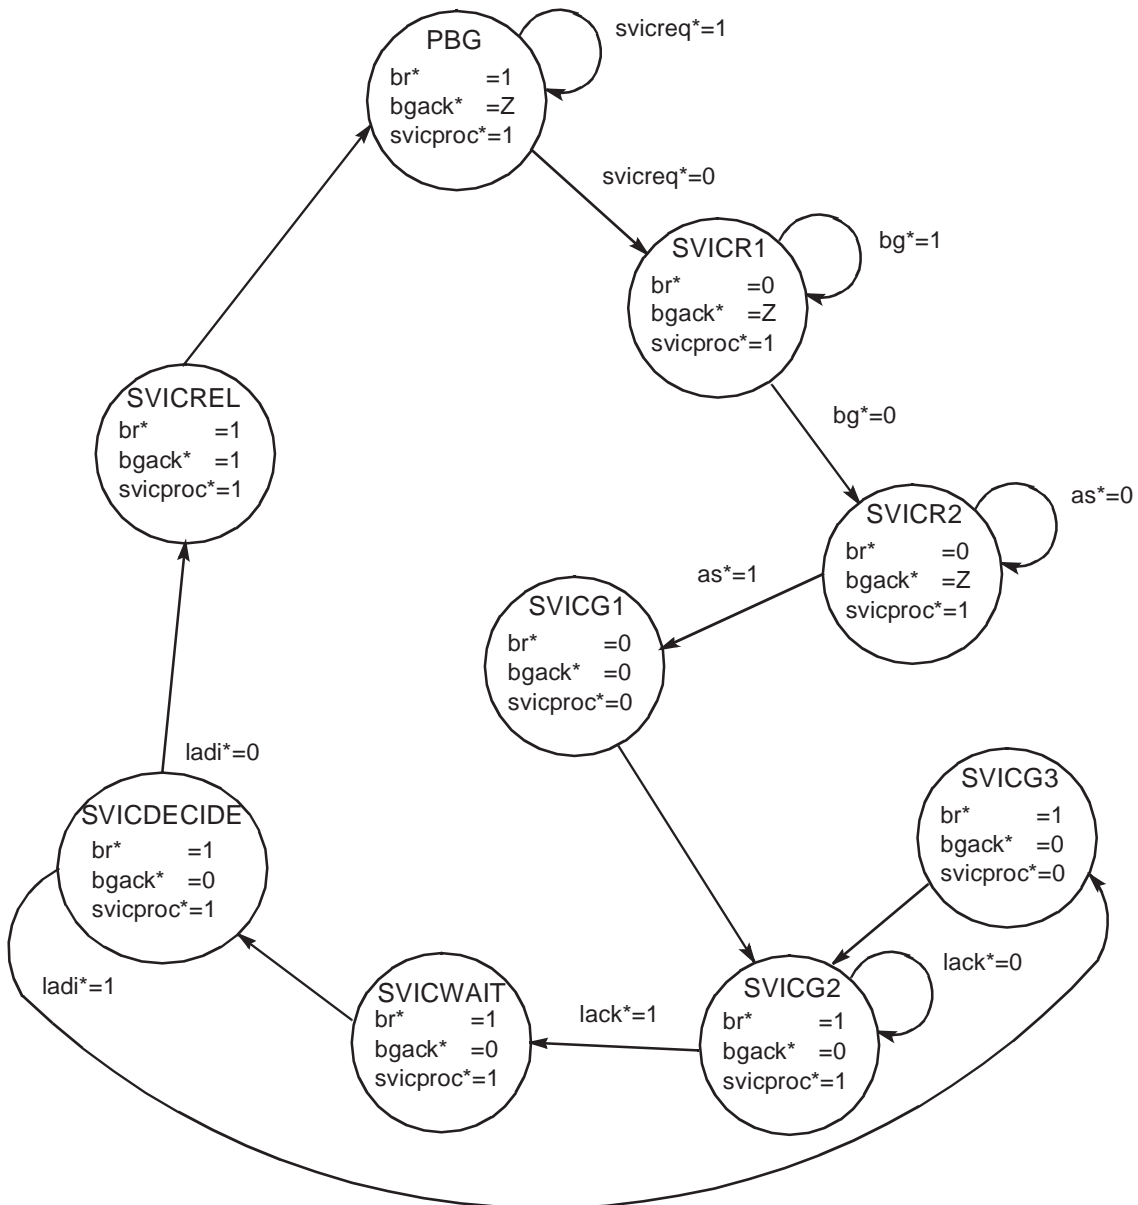 PBG
br* =1
bgack* =Z
svicproc*=1
svicreq*=1
svicreq*=0
SVICR1
br* =0
bgack* =Z
svicproc*=1
bg*=1
bg*=0
SVICREL
br* =1
bgack* =1
svicproc*=1
SVICR2
br* =0
bgack* =Z
svicproc*=1
as*=0
as*=1
SVICG1
br* =0
bgack* =0
svicproc*=0
ladi*=0
SVICDECIDE
br* =1
bgack* =0
svicproc*=1
SVICG3
br* =1
bgack* =0
svicproc*=0
ladi*=1
SVICWAIT
br* =1
bgack* =0
svicproc*=1
lack*=1
SVICG2
br* =1
bgack* =0
svicproc*=1
lack*=0